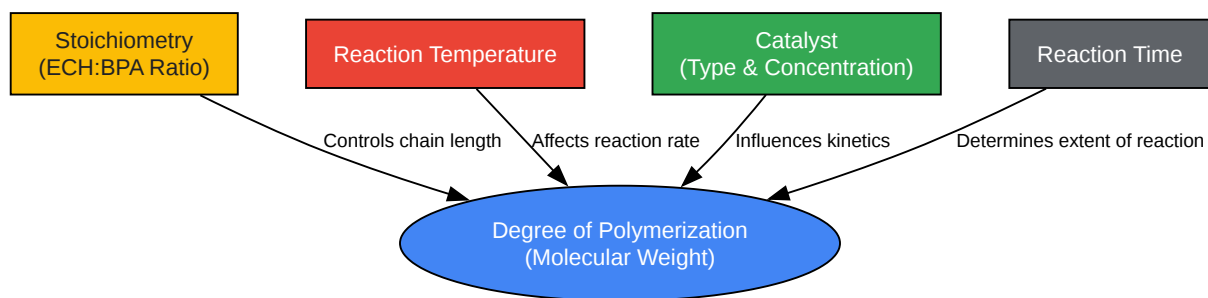 Stoichiometry
(ECH:BPA Ratio)
Reaction Temperature
Catalyst
(Type & Concentration)
Reaction Time
Controls chain length
Affects reaction rate
Influences kinetics
Determines extent of reaction
Degree of Polymerization
(Molecular Weight)